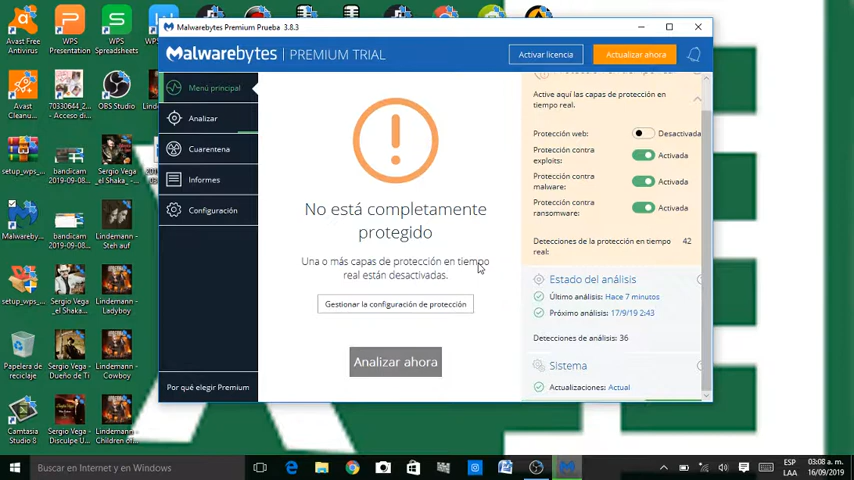 Malwarebytes Premium Prueba 3.8.3
Malwarebytes | PREMIUM TRIAL
Activar licencia
Actualizar ahora
Menú principal
Analizar
Cuarentena
Informes
Configuración
Por qué elegir Premium
No está completamente
protegido
Una o más capas de protección en tiempo
real están desactivadas.
Gestionar la configuración de protección
Analizar ahora
Active aquí las capas de protección en
tiempo real.
Protección web:
Desactivada
Protección contra
exploits:
Activada
Protección contra
malware:
Activada
Protección contra
ransomware:
Activada
Detecciones de la protección en tiempo
real:
42
Estado del análisis
Último análisis: Hace 7 minutos
Próximo análisis: 17/9/19 2:43
Detecciones de análisis: 36
Sistema
Actualizaciones: Actual
Avast Free
Antivirus
WPS
Presentation
WPS
Spreadsheets
Avast
Cleanu...
70330644_2...
- Acceso di...
OBS Studio
setup_wps_...
bandicam
2019-09-08...
Sergio Vega
_el Shaka_ -...
Malwareby...
bandicam
2019-09-08...
Lindemann -
Steh auf
setup_wps_...
Sergio Vega
_el Shaka_...
Lindemann -
Ladyboy
Papelera de
reciclaje
Sergio Vega -
Dueño de Ti
Lindemann -
Cowboy
Camtasia
Studio 8
Sergio Vega -
Disculpe U...
Lindemann -
Children of
Buscar en Internet y en Windows
ESP
LAA
03:08 a. m.
16/09/2019